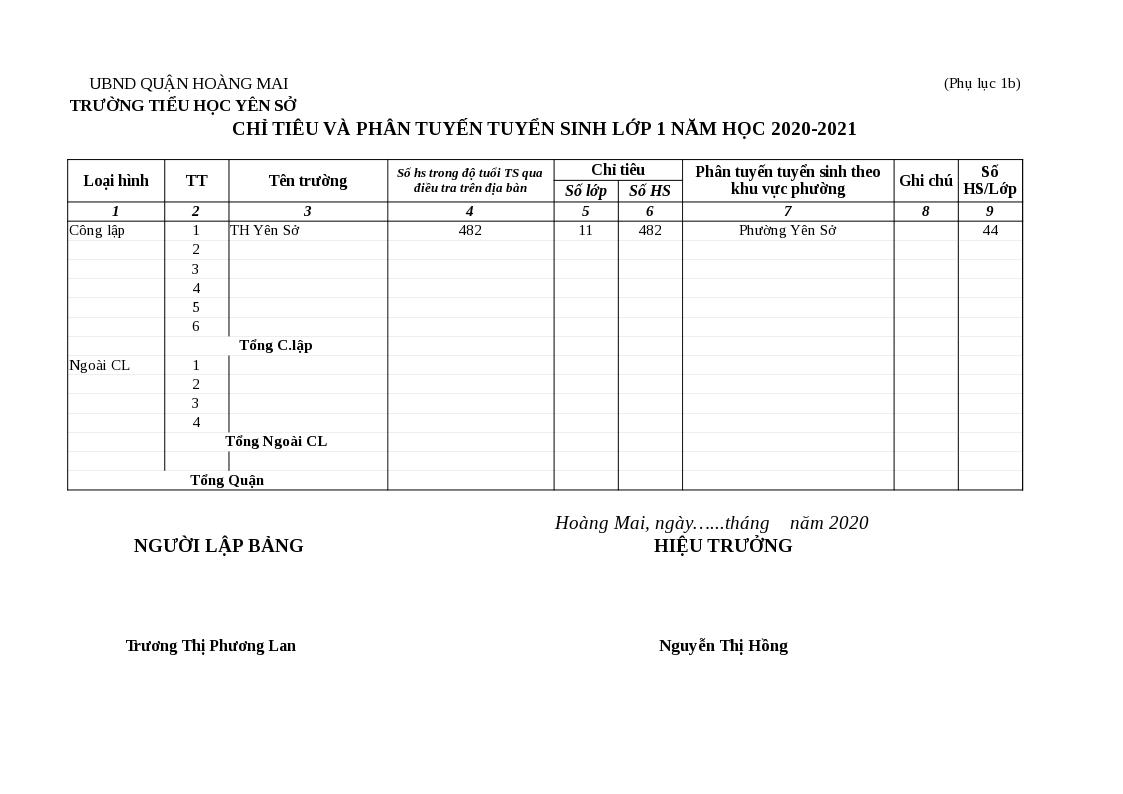 UBND QUẬN HOÀNG MAI (Phụ lục 1b)
TRƯỜNG TIỂU HỌC YÊN SỞ
CHỈ TIÊU VÀ PHÂN TUYẾN TUYỂN SINH LỚP 1 NĂM HỌC 2020-2021
Loại hình TT Tên trường Số hs trong độ tuổi TS qua điều tra trên địa bàn Chỉ tiêu Phân tuyến tuyển sinh theo khu vực phường Ghi chú Số HS/Lớp
Số lớp Số HS
1 2 3 4 5 6 7 8 9
Công lập 1 TH Yên Sở 482 11 482 Phường Yên Sở 44
2
3
4
5
6
Tổng C.lập
Ngoài CL 1
2
3
4
Tổng Ngoài CL
Tổng Quận
Hoàng Mai, ngày…...tháng năm 2020
NGƯỜI LẬP BẢNG HIỆU TRƯỞNG
Trương Thị Phương Lan Nguyễn Thị Hồng